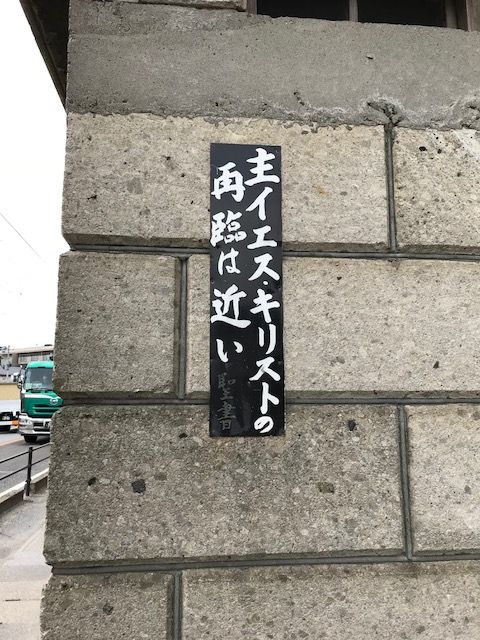 主イエス・キリストの
再臨は近い
聖書